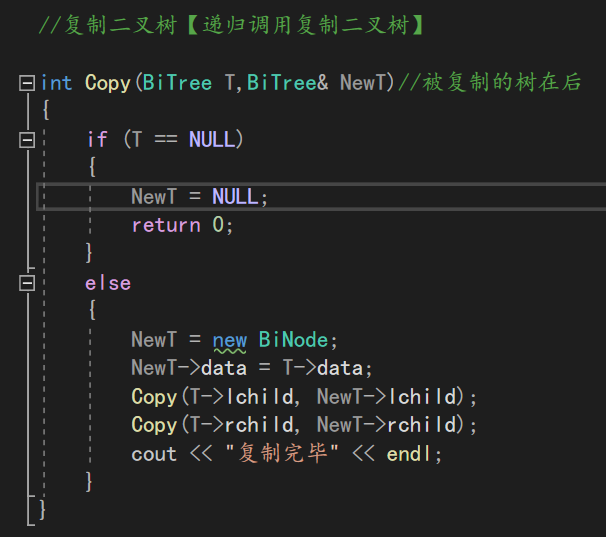 //复制二叉树【递归调用复制二叉树】
int Copy(BiTree T,BiTree& NewT)//被复制的树在后
{
if (T == NULL)
{
NewT = NULL;
return 0;
}
else
{
NewT = new BiNode;
NewT->data = T->data;
Copy(T->lchild, NewT->lchild);
Copy(T->rchild, NewT->rchild);
cout << "复制完毕" << endl;
}
}